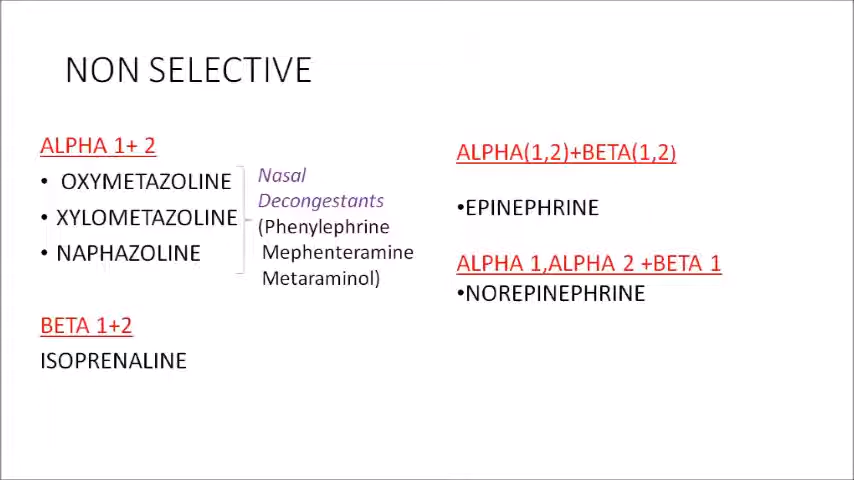 NON SELECTIVE
ALPHA 1+ 2
• OXYMETAZOLINE
• XYLOMETAZOLINE
• NAPHAZOLINE
Nasal
Decongestants
(Phenylephrine
Mephenteramine
Metaraminol)
BETA 1+2
ISOPRENALINE
ALPHA(1,2)+BETA(1,2)
•EPINEPHRINE
ALPHA 1,ALPHA 2 +BETA 1
•NOREPINEPHRINE